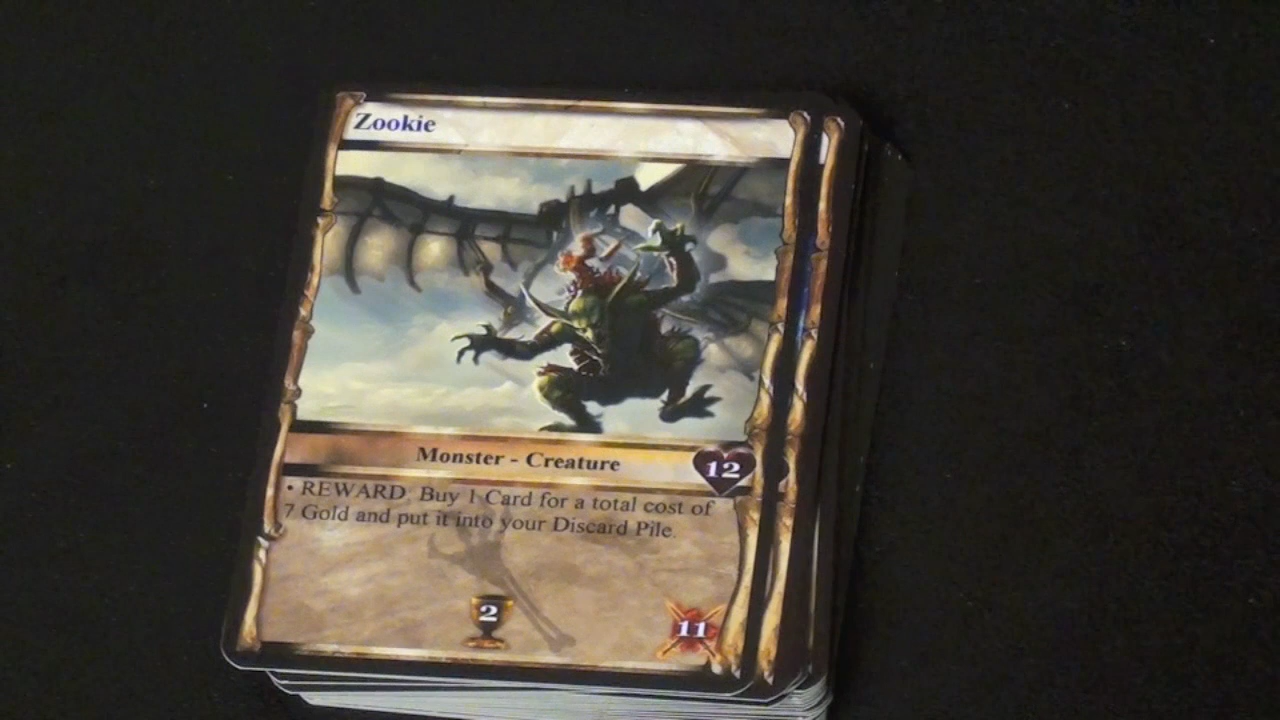 Zookie
Monster - Creature
12
• REWARD. Buy 1 Card for a total cost of
7 Gold and put it into your Discard Pile.
2
11